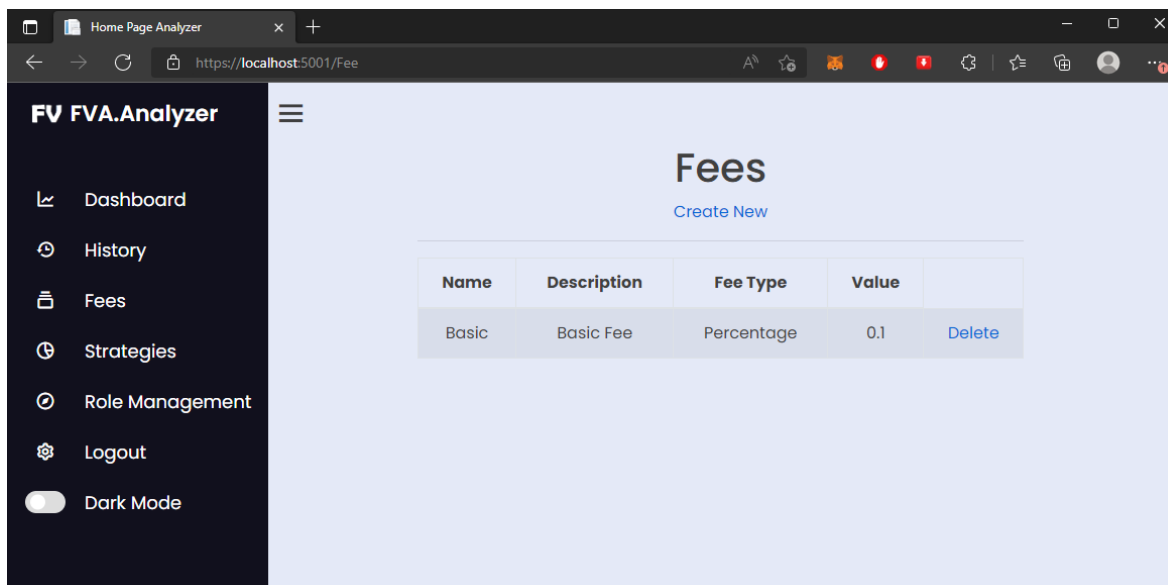 Home Page Analyzer
https://localhost:5001/Fee
FV FVA.Analyzer
Dashboard
History
Fees
Strategies
Role Management
Logout
Dark Mode
Fees
Create New
Name Description Fee Type Value
Basic Basic Fee Percentage 0.1 Delete